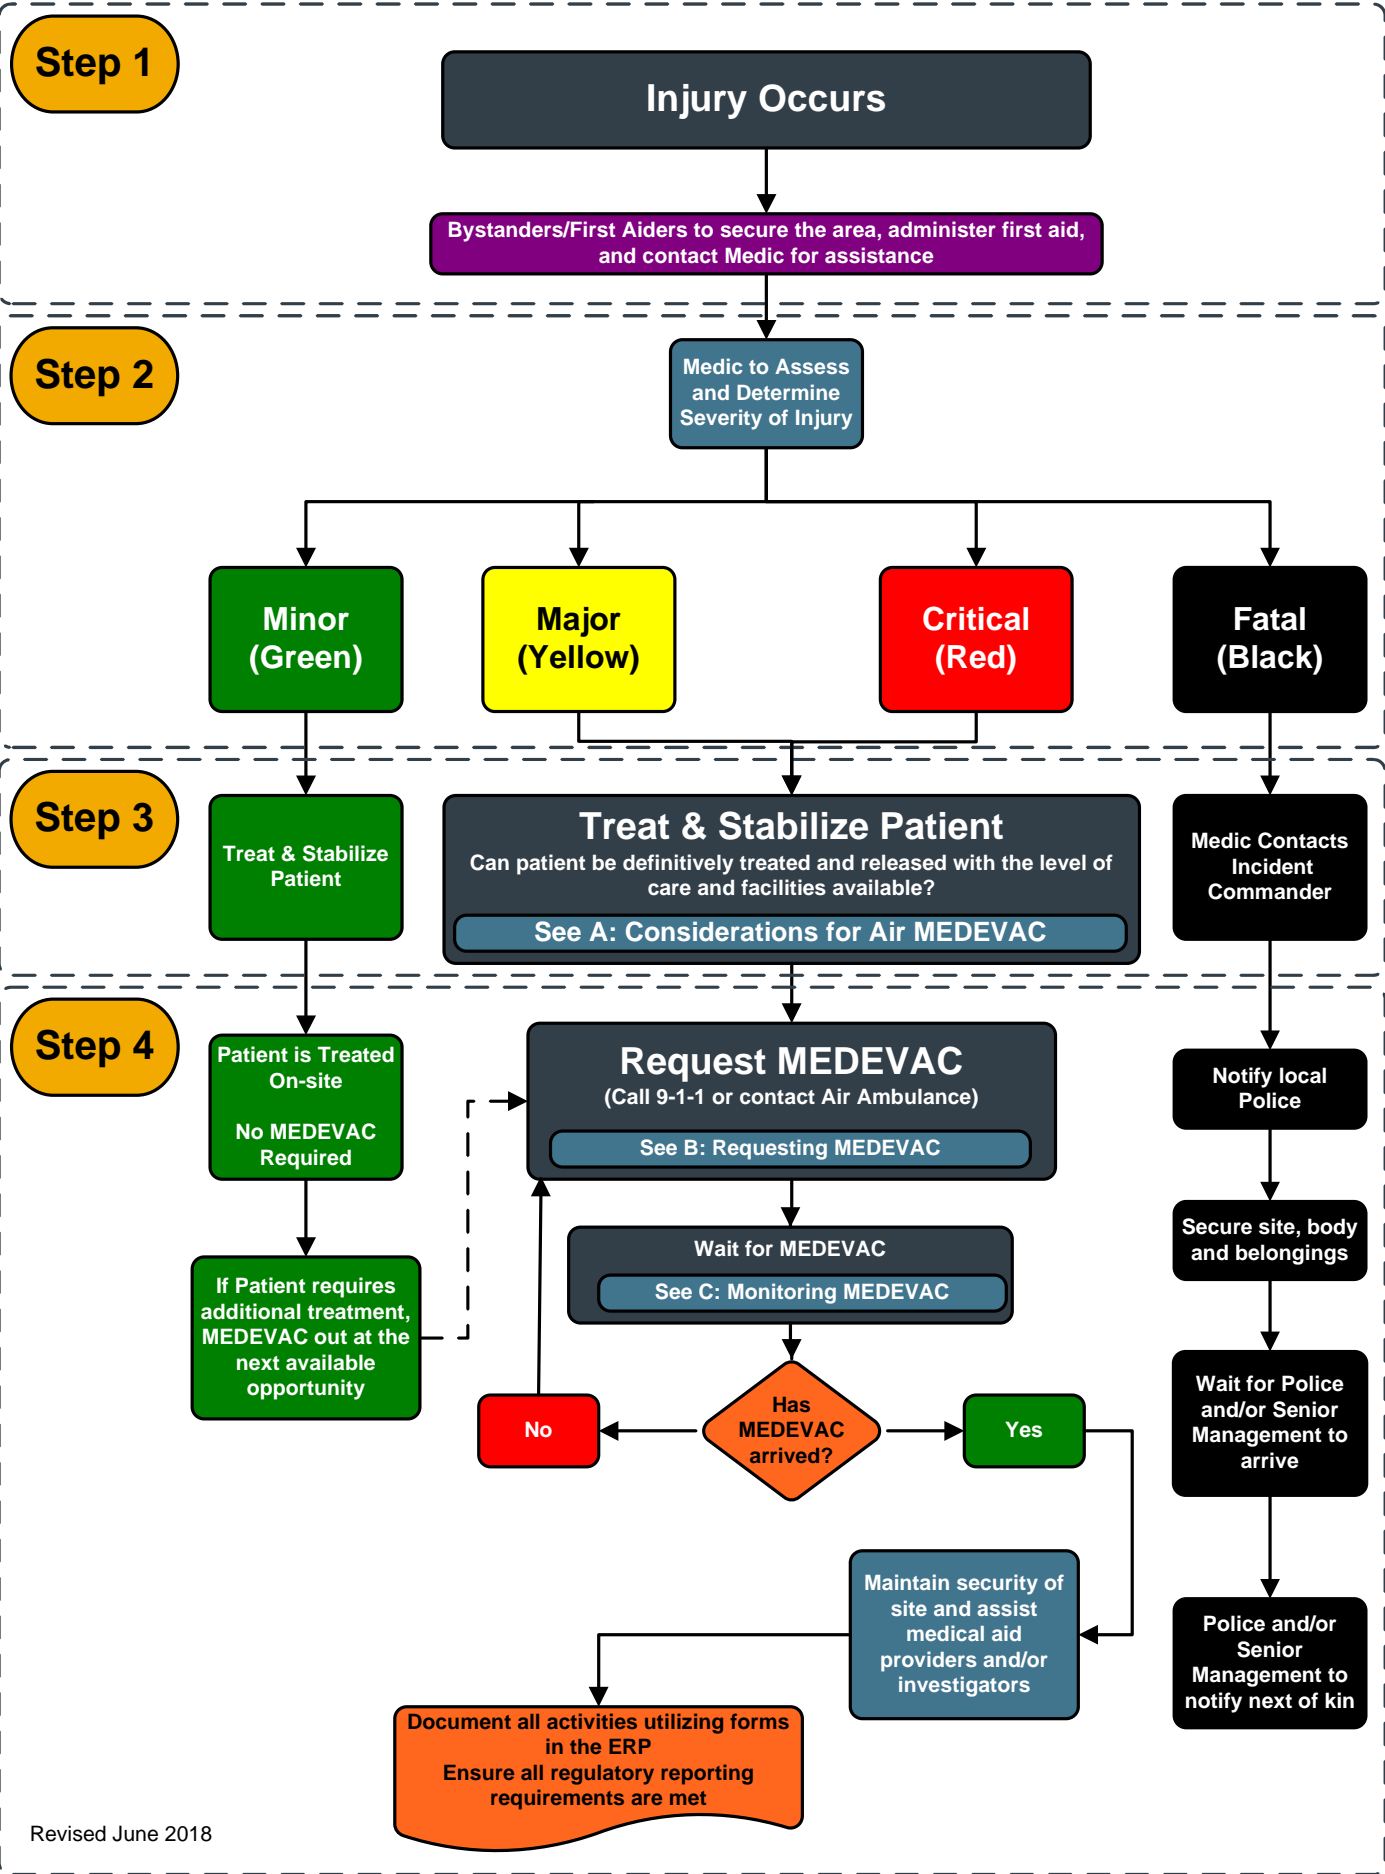 Step 1
Injury Occurs
Bystanders/First Aiders to secure the area, administer first aid,
and contact Medic for assistance
Step 2
Medic to Assess
and Determine
Severity of Injury
Minor
(Green)
Major
(Yellow)
Critical
(Red)
Fatal
(Black)
Step 3
Treat & Stabilize
Patient
Treat & Stabilize Patient
Can patient be definitively treated and released with the level of
care and facilities available?
See A: Considerations for Air MEDEVAC
Medic Contacts
Incident
Commander
Step 4
Patient is Treated
On-site
No MEDEVAC
Required
If Patient requires
additional treatment,
MEDEVAC out at the
next available
opportunity
Request MEDEVAC
(Call 9-1-1 or contact Air Ambulance)
See B: Requesting MEDEVAC
Wait for MEDEVAC
See C: Monitoring MEDEVAC
Has
MEDEVAC
arrived?
No
Yes
Maintain security of
site and assist
medical aid
providers and/or
investigators
Document all activities utilizing forms
in the ERP
Ensure all regulatory reporting
requirements are met
Notify local
Police
Secure site, body
and belongings
Wait for Police
and/or Senior
Management to
arrive
Police and/or
Senior
Management to
notify next of kin
Revised June 2018